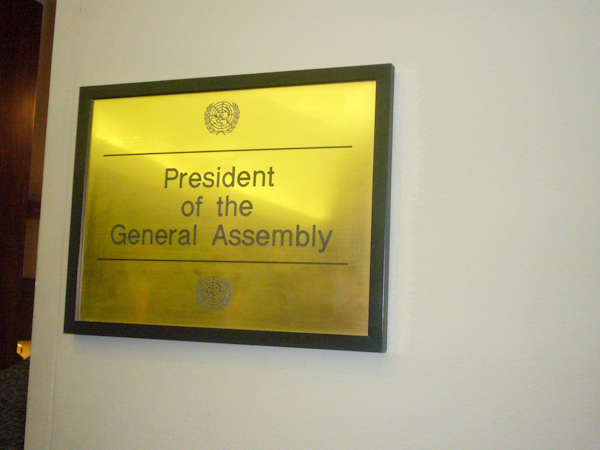 President
of the
General Assembly